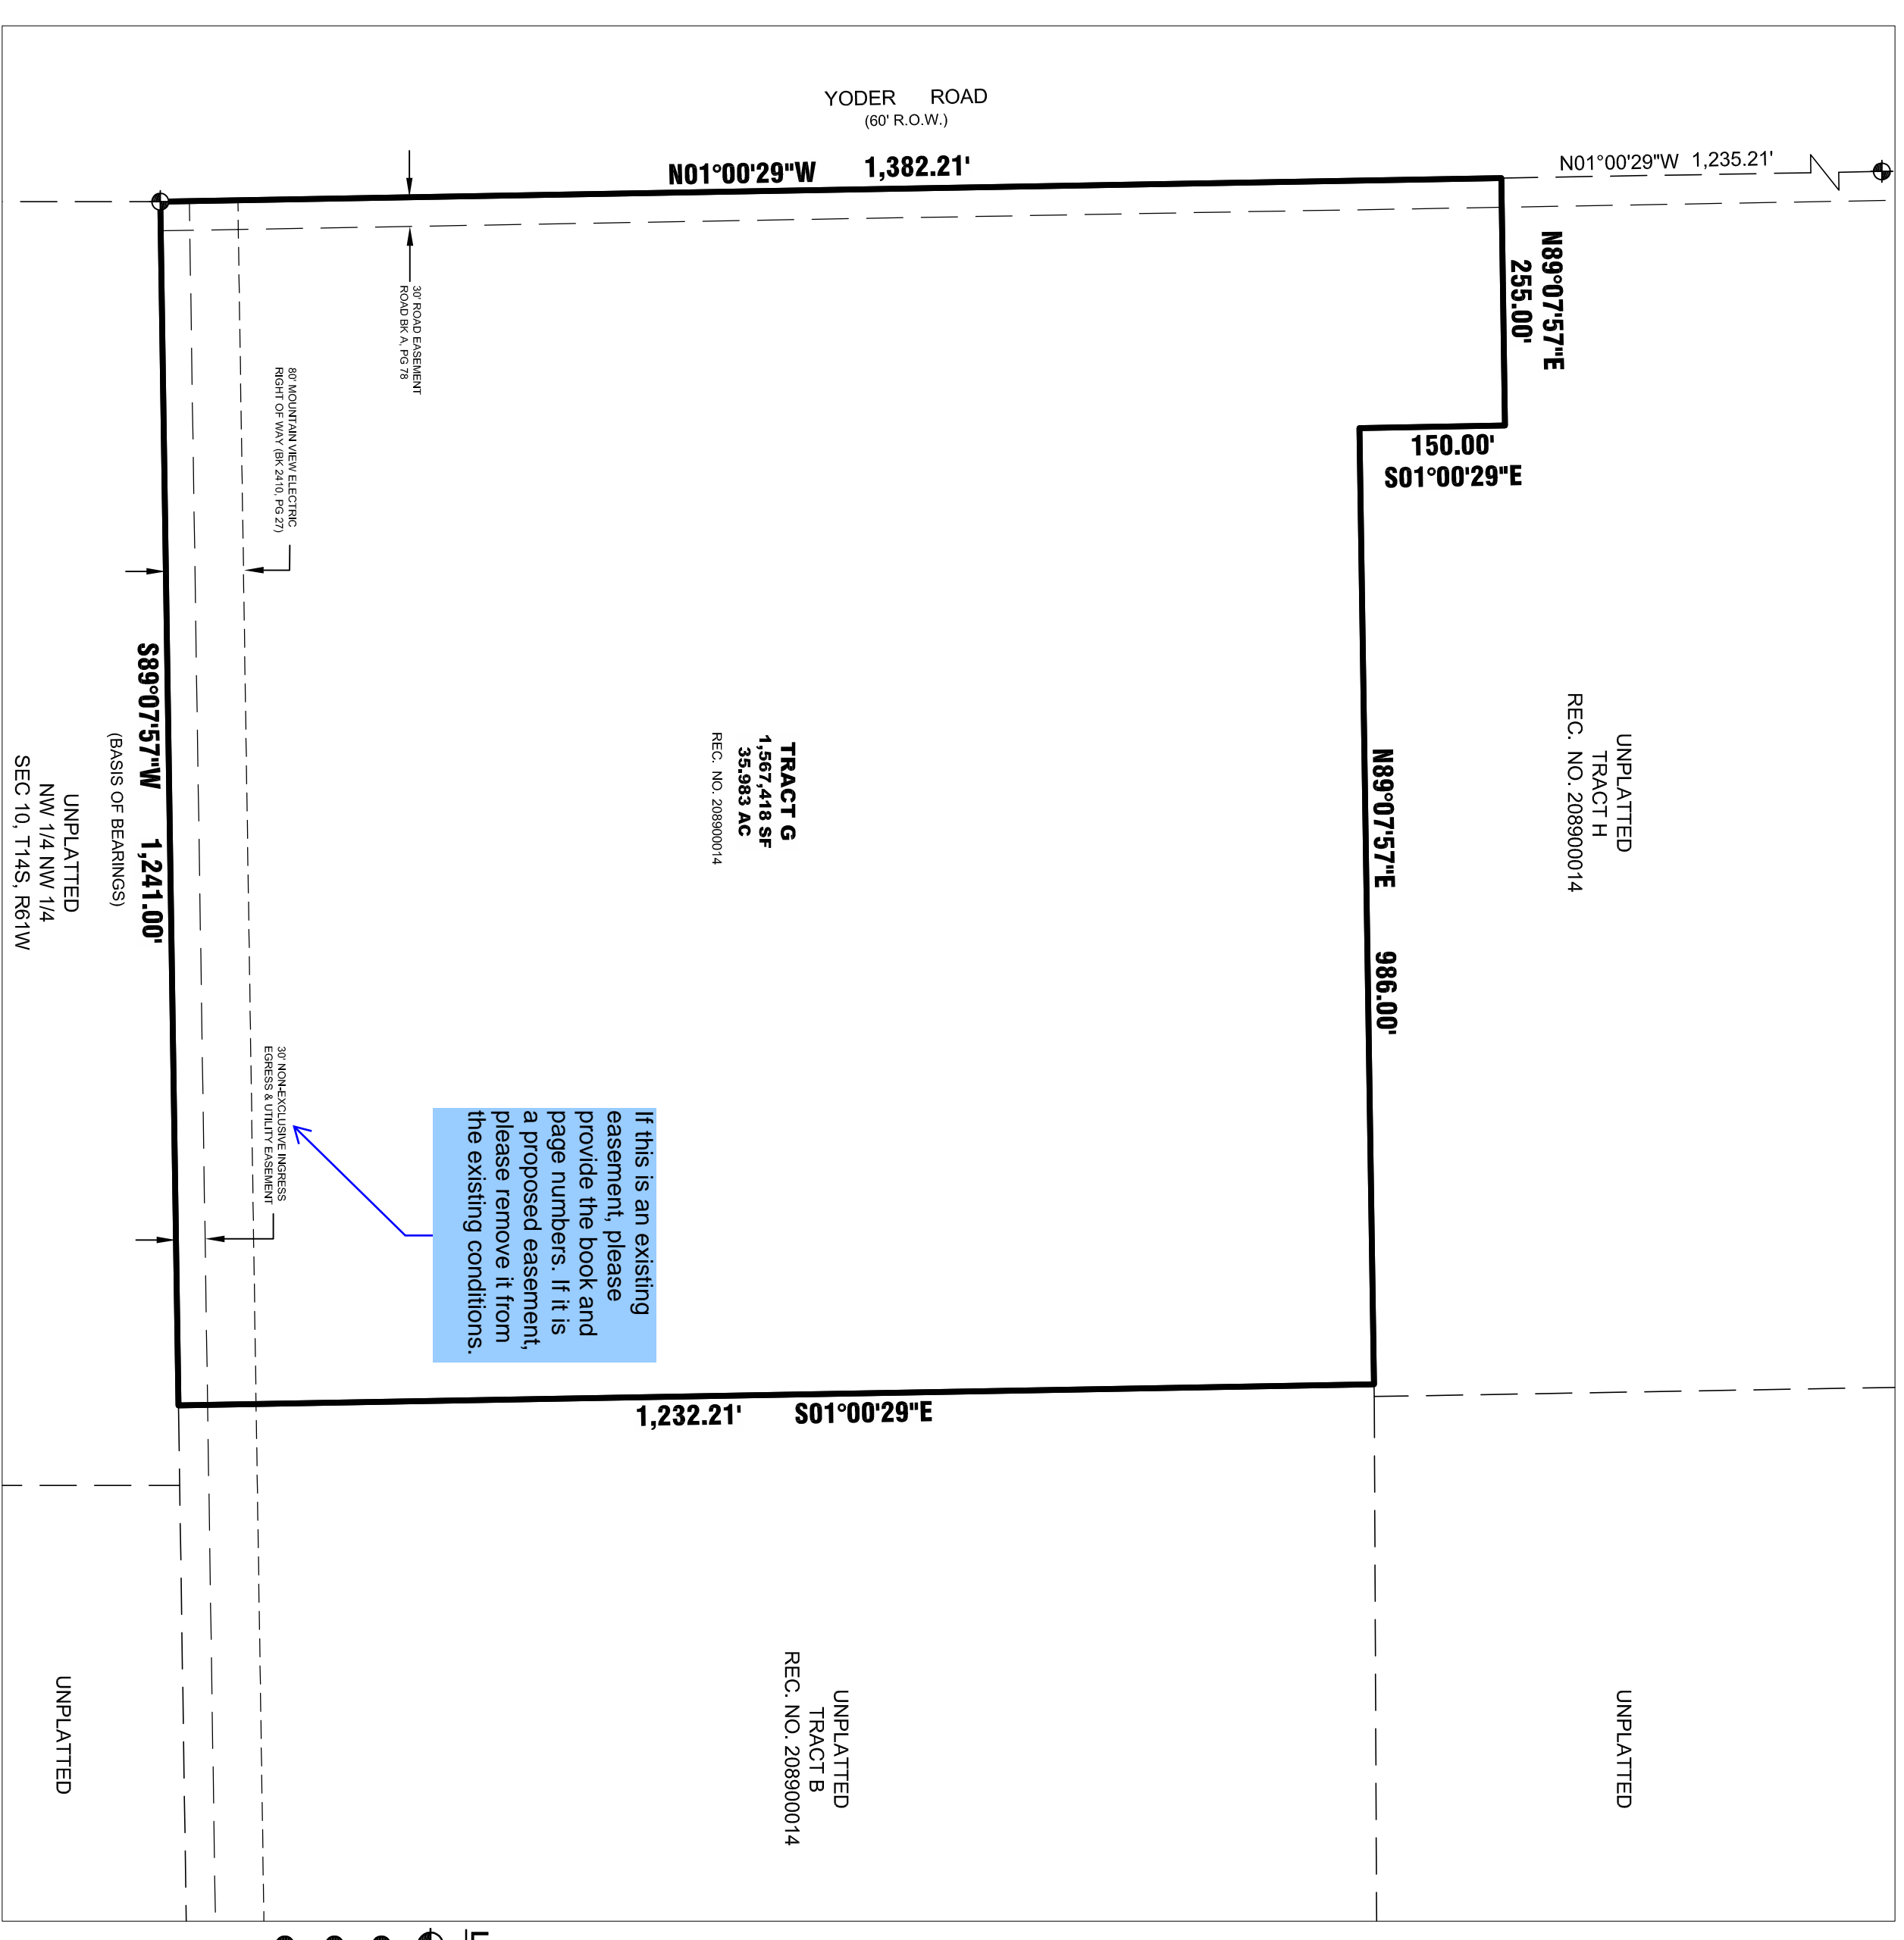 YODER ROAD
(60' R.O.W.)
N01°00'29"W 1,382.21'
N01°00'29"W 1,235.21'
N89°07'57"E
255.00'
150.00'
S01°00'29"E
30' ROAD EASEMENT
ROAD BK A, PG 78
80' MOUNTAIN VIEW ELECTRIC
RIGHT OF WAY (BK 2410, PG 27)
UNPLATTED
TRACT H
REC. NO. 208900014
N89°07'57"E 986.00'
TRACT G
1,567,418 SF
35.983 AC
REC. NO. 208900014
S89°07'57"W 1,241.00'
(BASIS OF BEARINGS)
UNPLATTED
NW 1/4 NW 1/4
SEC 10, T14S, R61W
30' NON-EXCLUSIVE INGRESS
EGRESS & UTILITY EASEMENT
If this is an existing
easement, please
provide the book and
page numbers. If it is
a proposed easement,
please remove it from
the existing conditions.
1,232.21' S01°00'29"E
UNPLATTED
UNPLATTED
TRACT B
REC. NO. 208900014
UNPLATTED